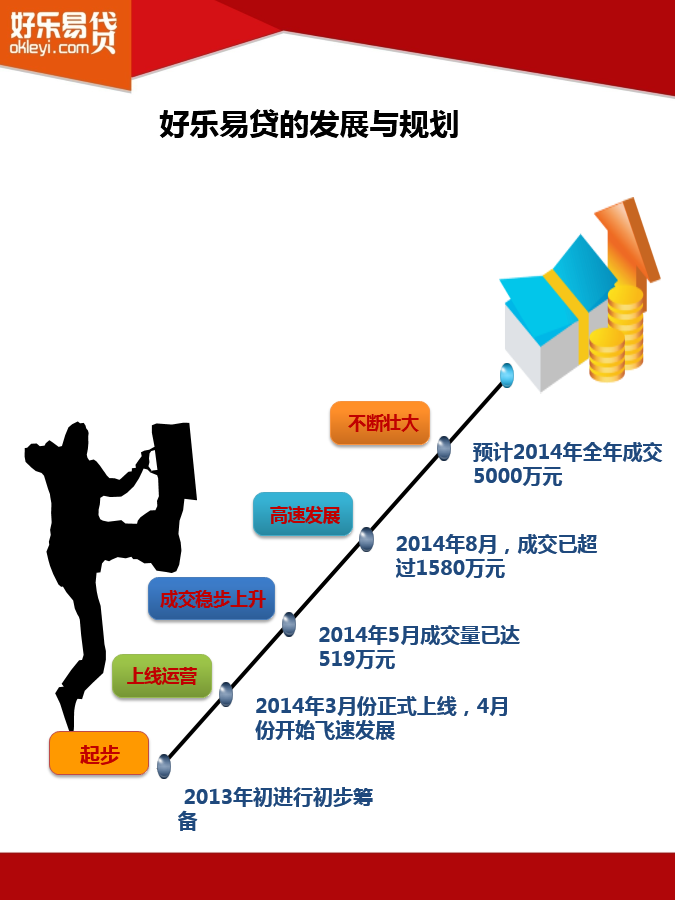 好乐易贷
okleyi.com
好乐易贷的发展与规划
不断壮大
预计2014年全年成交
5000万元
高速发展
2014年8月，成交已超
过1580万元
成交稳步上升
2014年5月成交量已达
519万元
上线运营
2014年3月份正式上线，4月
份开始飞速发展
起步
2013年初进行初步筹
备